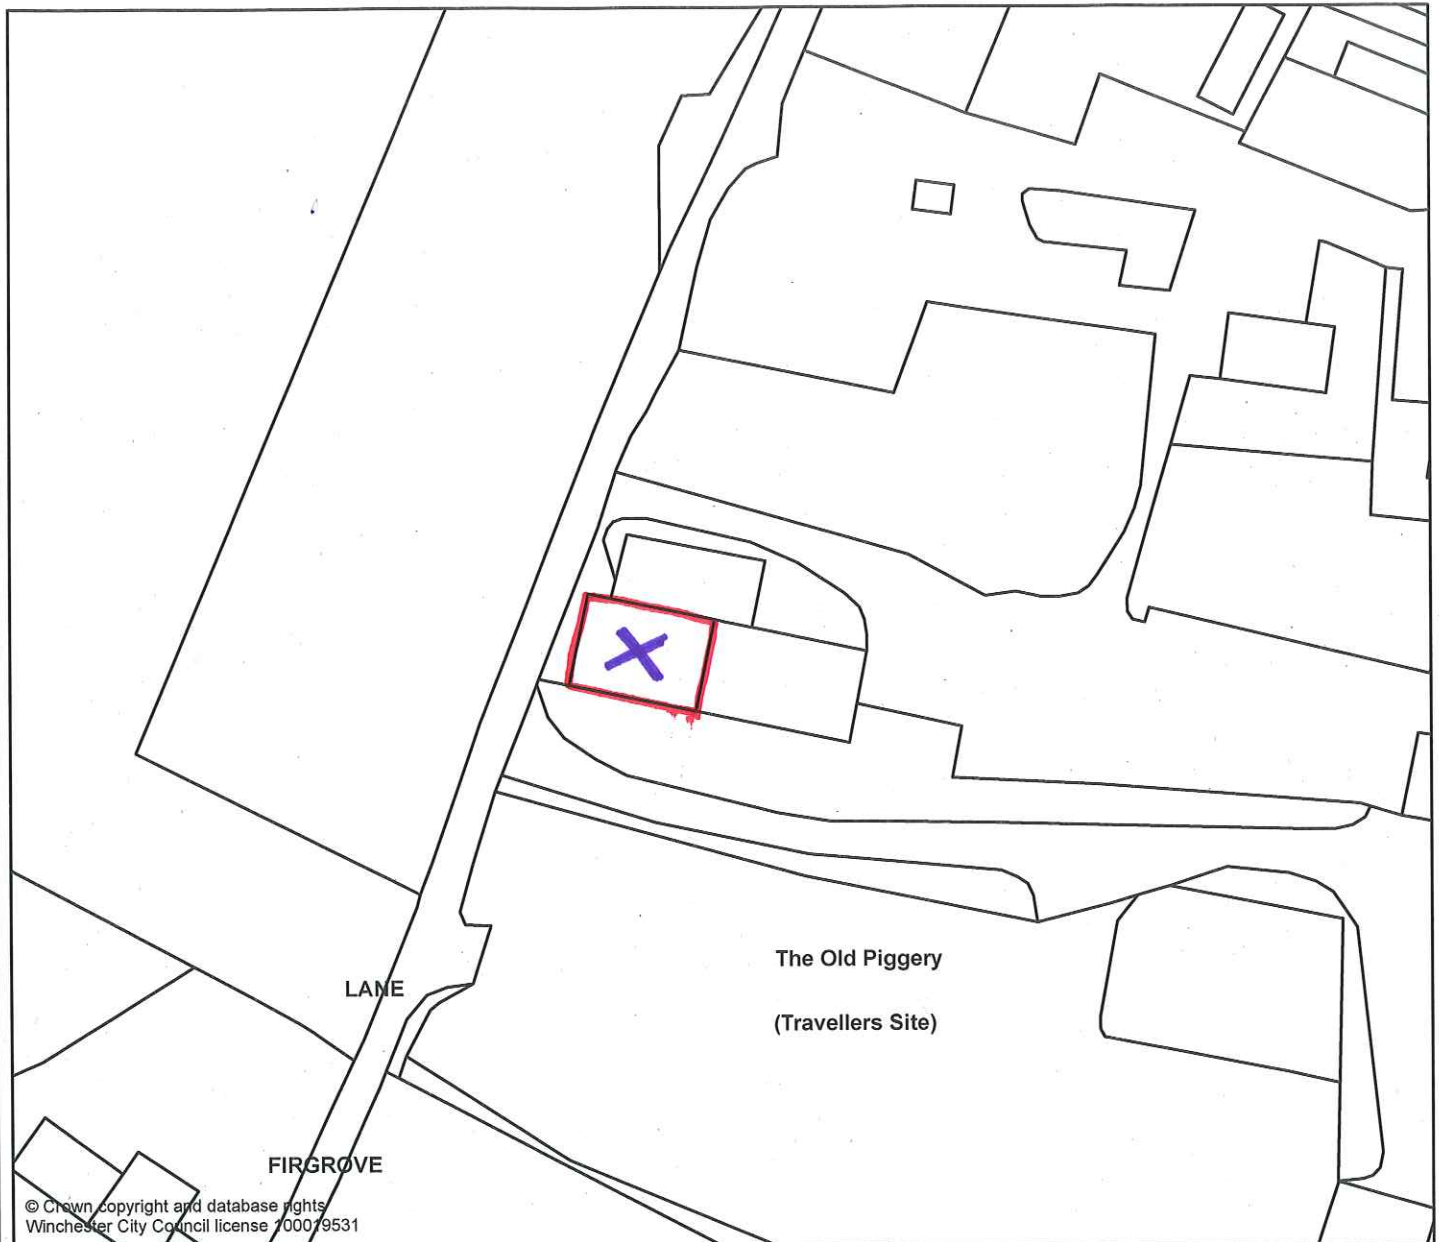 The Old Piggery
LANE
(Travellers Site)
FIRGROVE
© Crown copyright and database rights
Winchester City Council license 100019531